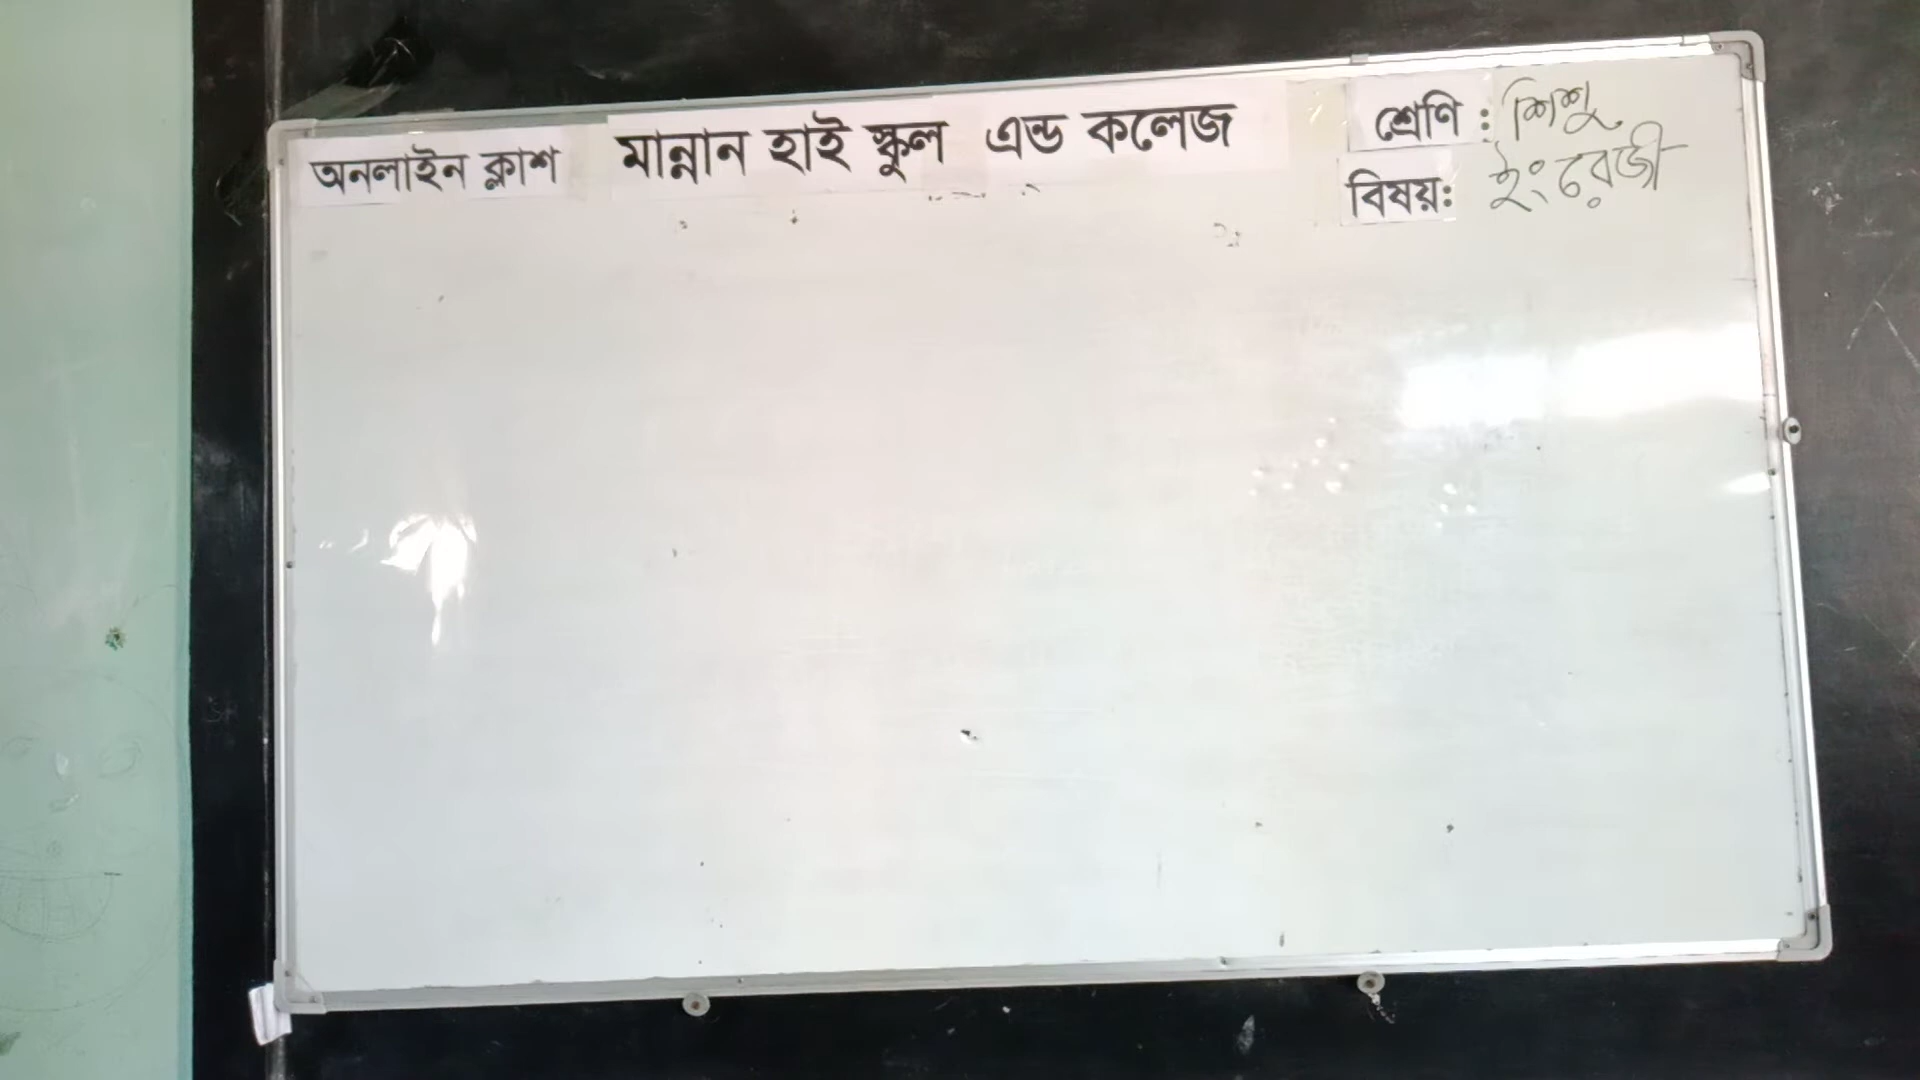 অনলাইন ক্লাশ
মান্নান হাই স্কুল এন্ড কলেজ
শ্রেণি : শিশু
বিষয়: ইংরেজী